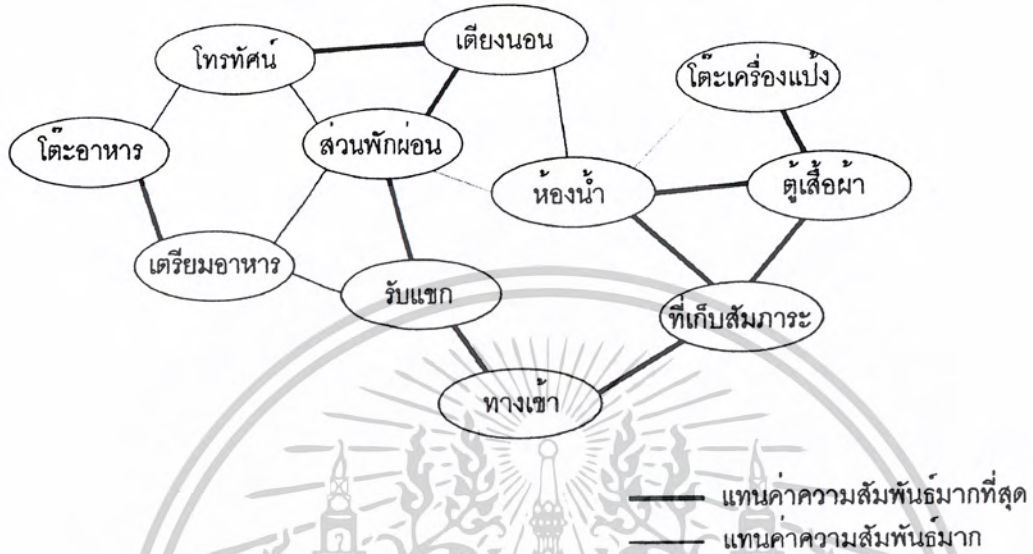 เตียงนอน
โทรทัศน์
โต๊ะเครื่องแป้ง
โต๊ะอาหาร
ส่วนพักผ่อน
ห้องน้ำ
ตู้เสื้อผ้า
เตรียมอาหาร
รับแขก
ที่เก็บสัมภาระ
ทางเข้า
แทนค่าความสัมพันธ์มากที่สุด
แทนค่าความสัมพันธ์มาก